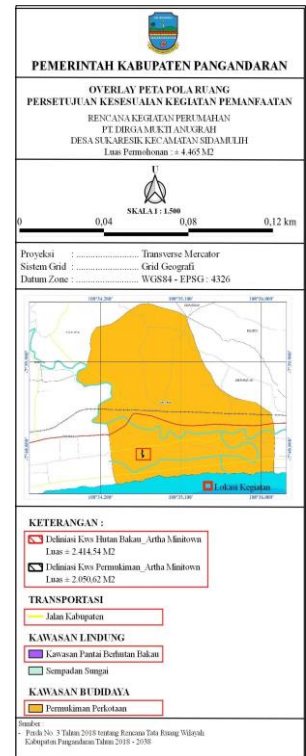 PEMERINTAH KABUPATEN PANGANDARAN
OVERLAY PETA POLA RUANG
PERSETUJUAN KESESUAIAN KEGIATAN PEMANFAATAN
RENCANA KEGIATAN PERUMAHAN
PT.DIRGAMUKTI ANUGRAH
DESA SUKARESIK KECAMATAN SIDAMULIH
Luas Permohonan : ± 4.465 M2
U
SKALA 1 : 1.500
0 0,04 0,08 0,12 km
Proyeksi : ........................ Transverse Mercator
Sistem Grid : ........................ Grid Geografi
Datum Zone : ........................ WGS84 - EPSG : 4326
Lokasi Kegiatan
KETERANGAN :
Deliniasi Kws Hutan Bakau_Artha Minitown
Luas ± 2.414,54 M2
Deliniasi Kws Permukiman_Artha Minitown
Luas ± 2.050,62 M2
TRANSPORTASI
Jalan Kabupaten
KAWASAN LINDUNG
Kawasan Pantai Berhutan Bakau
Sempadan Sungai
KAWASAN BUDIDAYA
Permukiman Perkotaan
Sumber :
- Perda No. 3 Tahun 2018 tentang Rencana Tata Ruang Wilayah
Kabupaten Pangandaran Tahun 2018 - 2038